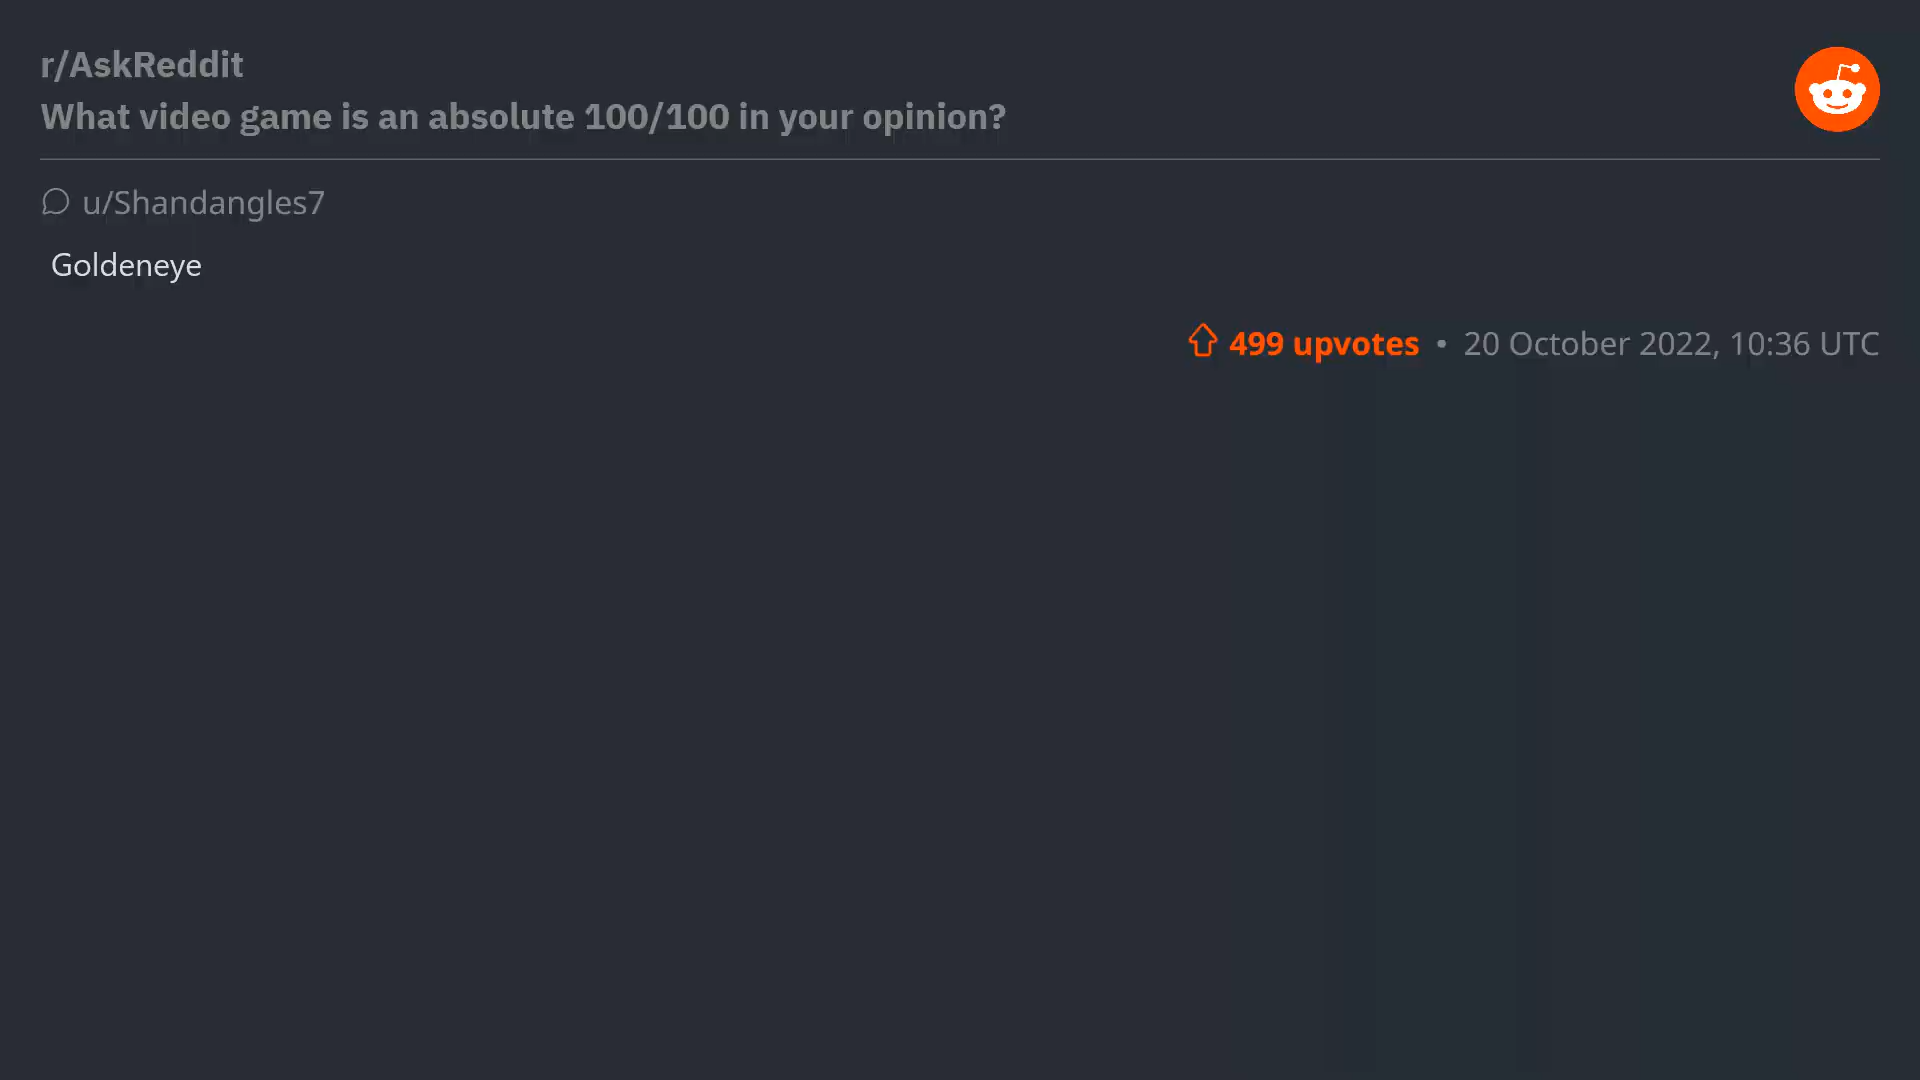 r/AskReddit
What video game is an absolute 100/100 in your opinion?
u/Shandangles7
Goldeneye
499 upvotes • 20 October 2022, 10:36 UTC